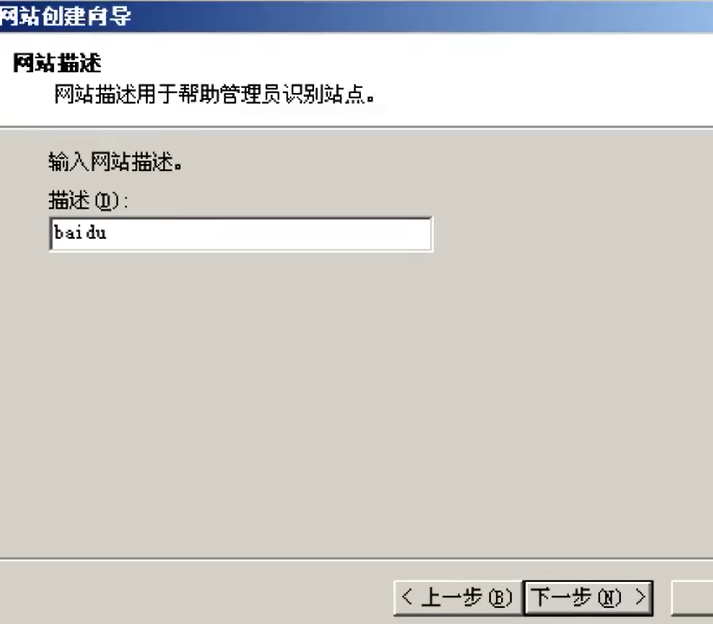 网站创建向导
网站描述
网站描述用于帮助管理员识别站点。
输入网站描述。
描述(D):
baidu
< 上一步(B) 下一步(N) >